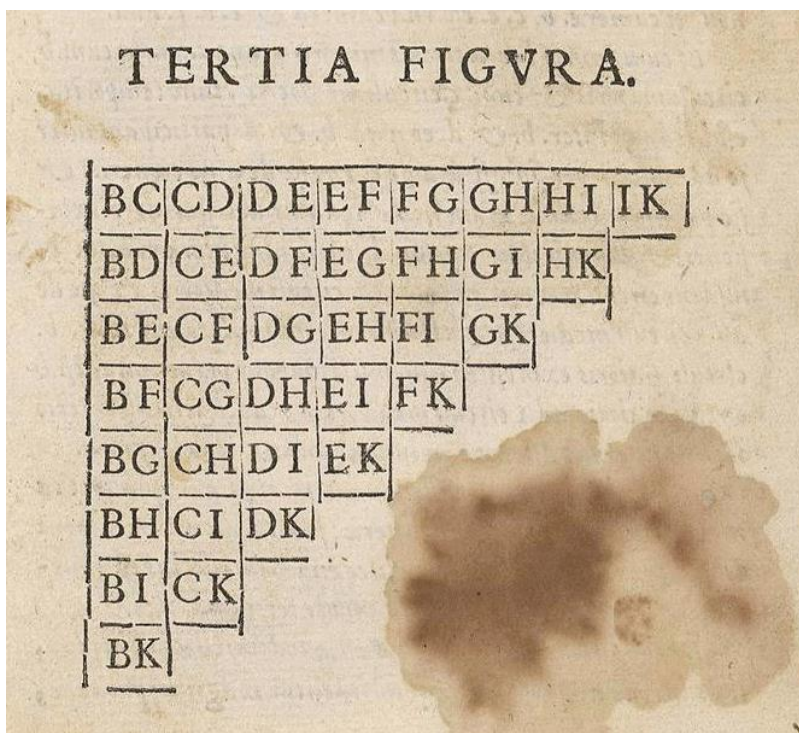 TERTIA FIGVRA.
BC CD DE EF FG GH HI IK
BD CE DF EG FH GI HK
BE CF DG EH FI GK
BF CG DH EI FK
BG CH DI EK
BH CI DK
BI CK
BK